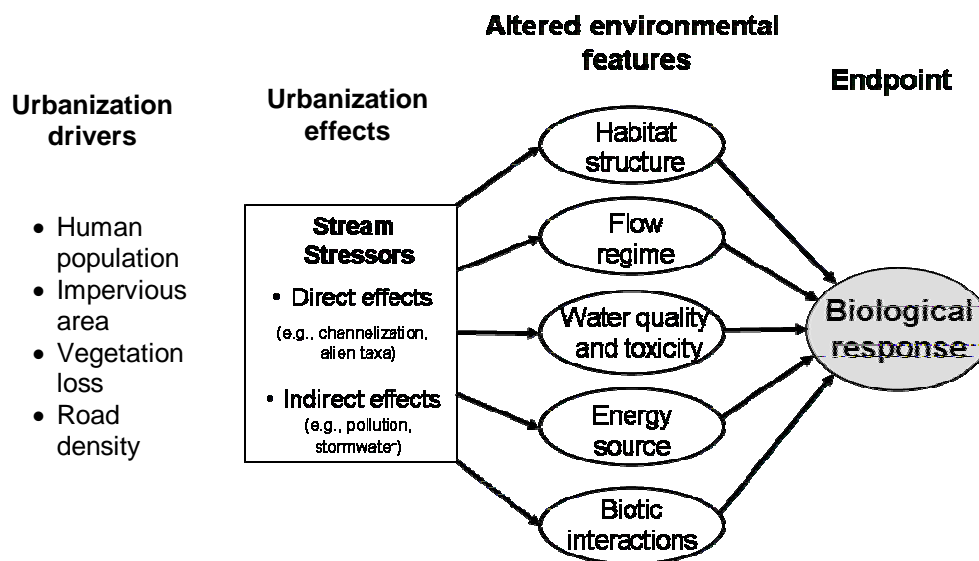 Urbanization
drivers
• Human
population
• Impervious
area
• Vegetation
loss
• Road
density
Urbanization
effects
Stream
Stressors
• Direct effects
(e.g., channelization,
alien taxa)
• Indirect effects
(e.g., pollution,
stormwater)
Altered environmental
features
Habitat
structure
Flow
regime
Water quality
and toxicity
Energy
source
Biotic
interactions
Endpoint
Biological
response